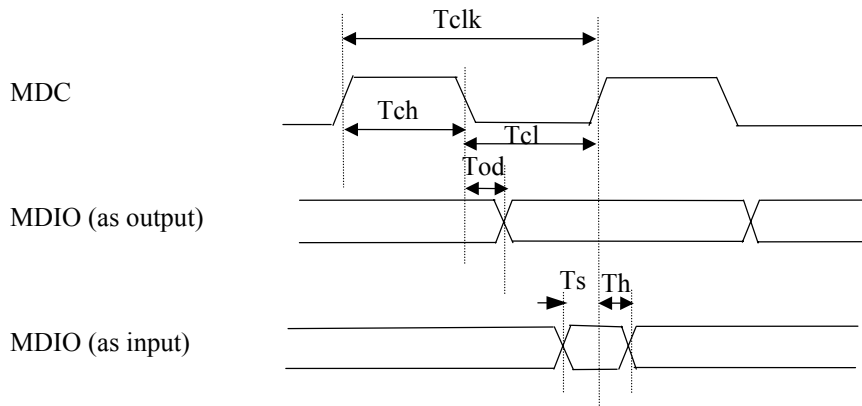 Tclk
MDC
Tch
Tcl
Tod
MDIO (as output)
Ts
Th
MDIO (as input)